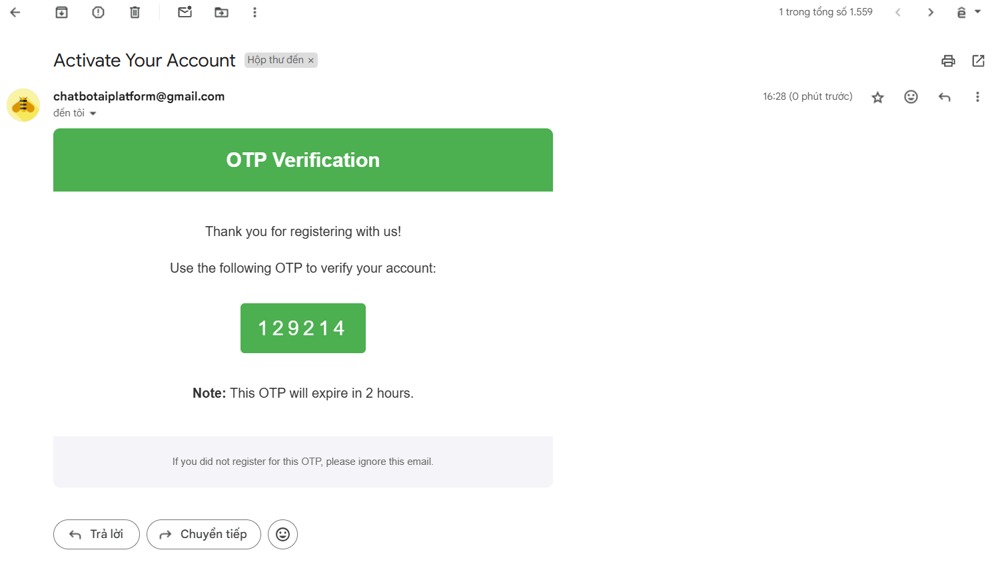 1 trong tổng số 1.559
Activate Your Account
Hộp thư đến ×
chatbotaiplatform@gmail.com
16:28 (0 phút trước)
đến tôi
OTP Verification
Thank you for registering with us!
Use the following OTP to verify your account:
129214
Note: This OTP will expire in 2 hours.
If you did not register for this OTP, please ignore this email.
Trả lời
Chuyển tiếp